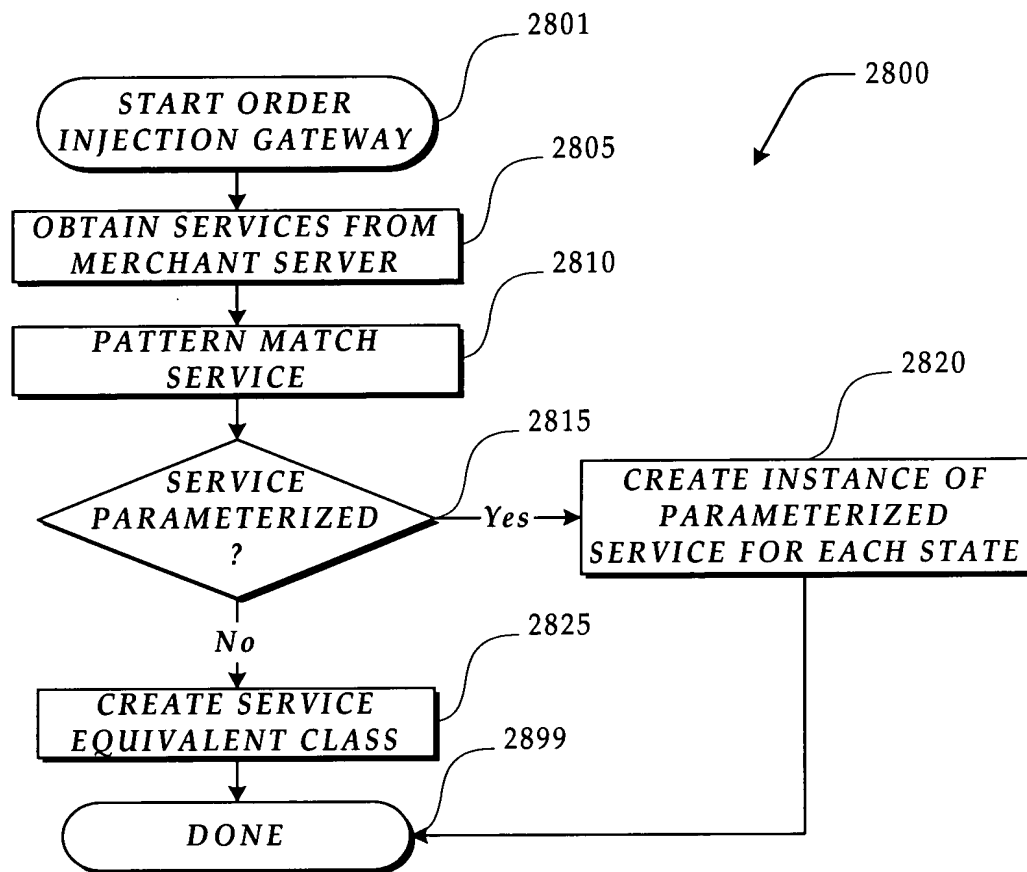 2801
2800
START ORDER
INJECTION GATEWAY
2805
OBTAIN SERVICES FROM
MERCHANT SERVER
2810
PATTERN MATCH
SERVICE
2815
SERVICE
PARAMETERIZED
?
Yes
2820
CREATE INSTANCE OF
PARAMETERIZED
SERVICE FOR EACH STATE
No
2825
CREATE SERVICE
EQUIVALENT CLASS
2899
DONE